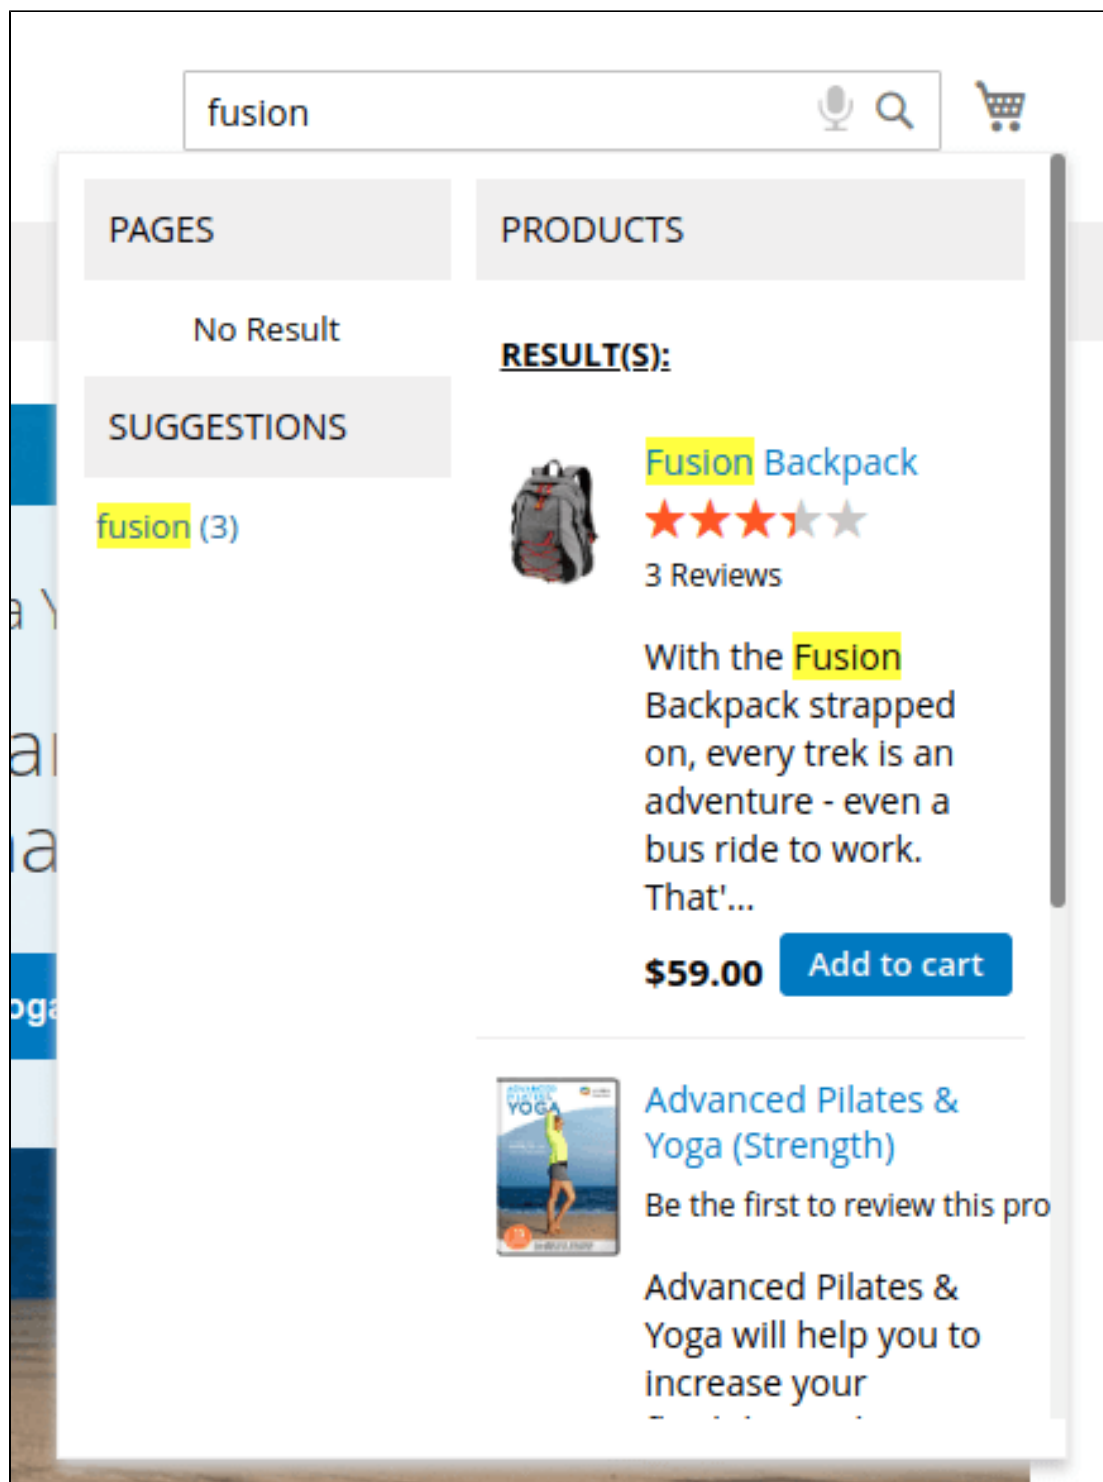 fusion
PAGES
No Result
SUGGESTIONS
fusion (3)
PRODUCTS
RESULT(S):
Fusion Backpack
3 Reviews
With the Fusion
Backpack strapped
on, every trek is an
adventure - even a
bus ride to work.
That'...
$59.00 Add to cart
YOGA
Advanced Pilates &
Yoga (Strength)
Be the first to review this pro
Advanced Pilates &
Yoga will help you to
increase your